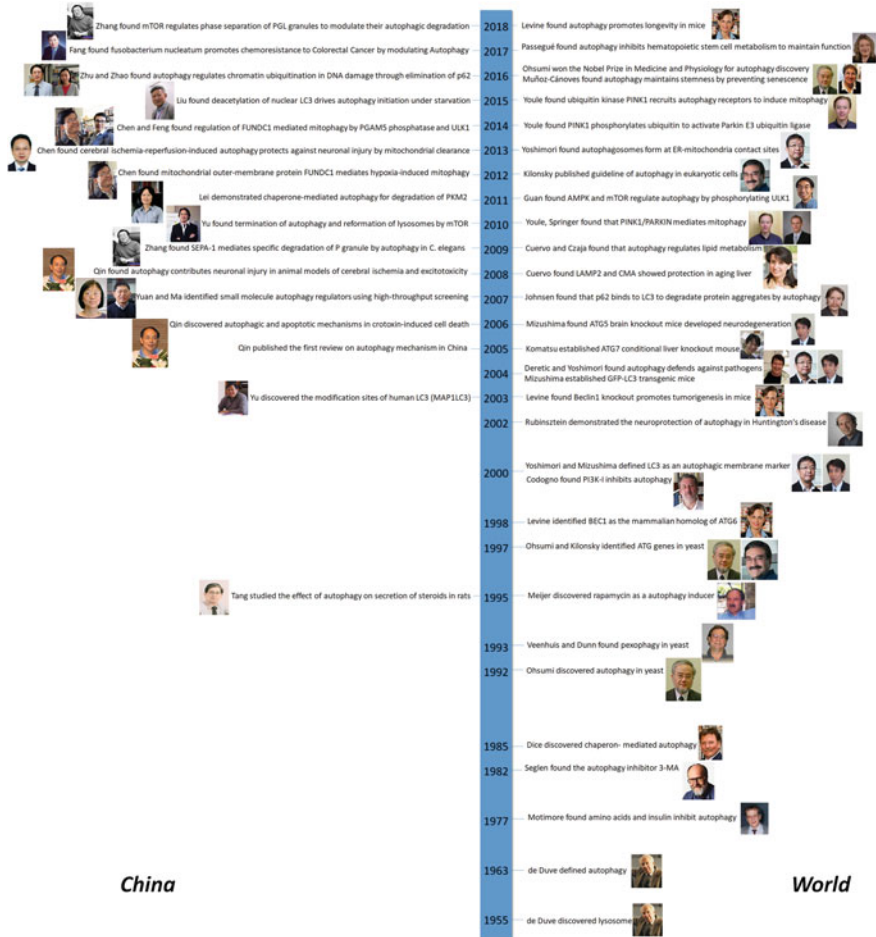 Zhang found mTOR regulates phase separation of PGL granules to modulate their autophagic degradation
2018
Levine found autophagy promotes longevity in mice
Fang found fusobacterium nucleatum promotes chemoresistance to Colorectal Cancer by modulating Autophagy
2017
Passegué found autophagy inhibits hematopoietic stem cell metabolism to maintain function
Zhu and Zhao found autophagy regulates chromatin ubiquitination in DNA damage through elimination of p62
2016
Ohsumi won the Nobel Prize in Medicine and Physiology for autophagy discovery
Muñoz-Cánoves found autophagy maintains stemness by preventing senescence
Liu found deacetylation of nuclear LC3 drives autophagy initiation under starvation
2015
Youle found ubiquitin kinase PINK1 recruits autophagy receptors to induce mitophagy
Chen and Feng found regulation of FUNDC1 mediated mitophagy by PGAM5 phosphatase and ULK1
2014
Youle found PINK1 phosphorylates ubiquitin to activate Parkin E3 ubiquitin ligase
Chen found cerebral ischemia-reperfusion-induced autophagy protects against neuronal injury by mitochondrial clearance
2013
Yoshimori found autophagosomes form at ER-mitochondria contact sites
Chen found mitochondrial outer-membrane protein FUNDC1 mediates hypoxia-induced mitophagy
2012
Kilonsky published guideline of autophagy in eukaryotic cells
Lei demonstrated chaperone-mediated autophagy for degradation of PKM2
2011
Guan found AMPK and mTOR regulate autophagy by phosphorylating ULK1
Yu found termination of autophagy and reformation of lysosomes by mTOR
2010
Youle, Springer found that PINK1/PARKIN mediates mitophagy
Zhang found SEPA-1 mediates specific degradation of P granule by autophagy in C. elegans
2009
Cuervo and Czaja found that autophagy regulates lipid metabolism
Qin found autophagy contributes neuronal injury in animal models of cerebral ischemia and excitotoxicity
2008
Cuervo found LAMP2 and CMA showed protection in aging liver
Yuan and Ma identified small molecule autophagy regulators using high-throughput screening
2007
Johnsen found that p62 binds to LC3 to degradate protein aggregates by autophagy
Qin discovered autophagic and apoptotic mechanisms in crotoxin-induced cell death
2006
Mizushima found ATG5 brain knockout mice developed neurodegeneration
Qin published the first review on autophagy mechanism in China
2005
Komatsu established ATG7 conditional liver knockout mouse
2004
Deretic and Yoshimori found autophagy defends against pathogens
Mizushima established GFP-LC3 transgenic mice
Yu discovered the modification sites of human LC3 (MAP1LC3)
2003
Levine found Beclin1 knockout promotes tumorigenesis in mice
2002
Rubinsztein demonstrated the neuroprotection of autophagy in Huntington's disease
2000
Yoshimori and Mizushima defined LC3 as an autophagic membrane marker
Codogno found PI3K-I inhibits autophagy
1998
Levine identified BEC1 as the mammalian homolog of ATG6
1997
Ohsumi and Kilonsky identified ATG genes in yeast
Tang studied the effect of autophagy on secretion of steroids in rats
1995
Meijer discovered rapamycin as a autophagy inducer
1993
Veenhuis and Dunn found pexophagy in yeast
1992
Ohsumi discovered autophagy in yeast
1985
Dice discovered chaperon- mediated autophagy
1982
Seglen found the autophagy inhibitor 3-MA
1977
Motimore found amino acids and insulin inhibit autophagy
1963
de Duve defined autophagy
China
World
1955
de Duve discovered lysosome